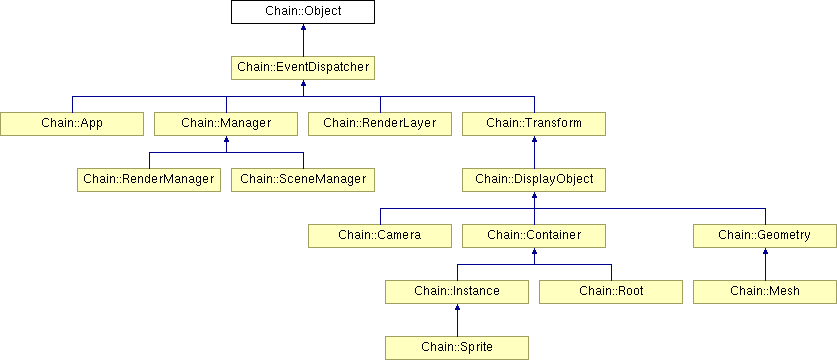 Chain::Object
Chain::EventDispatcher
Chain::App
Chain::Manager
Chain::RenderLayer
Chain::Transform
Chain::RenderManager
Chain::SceneManager
Chain::DisplayObject
Chain::Camera
Chain::Container
Chain::Geometry
Chain::Instance
Chain::Root
Chain::Mesh
Chain::Sprite